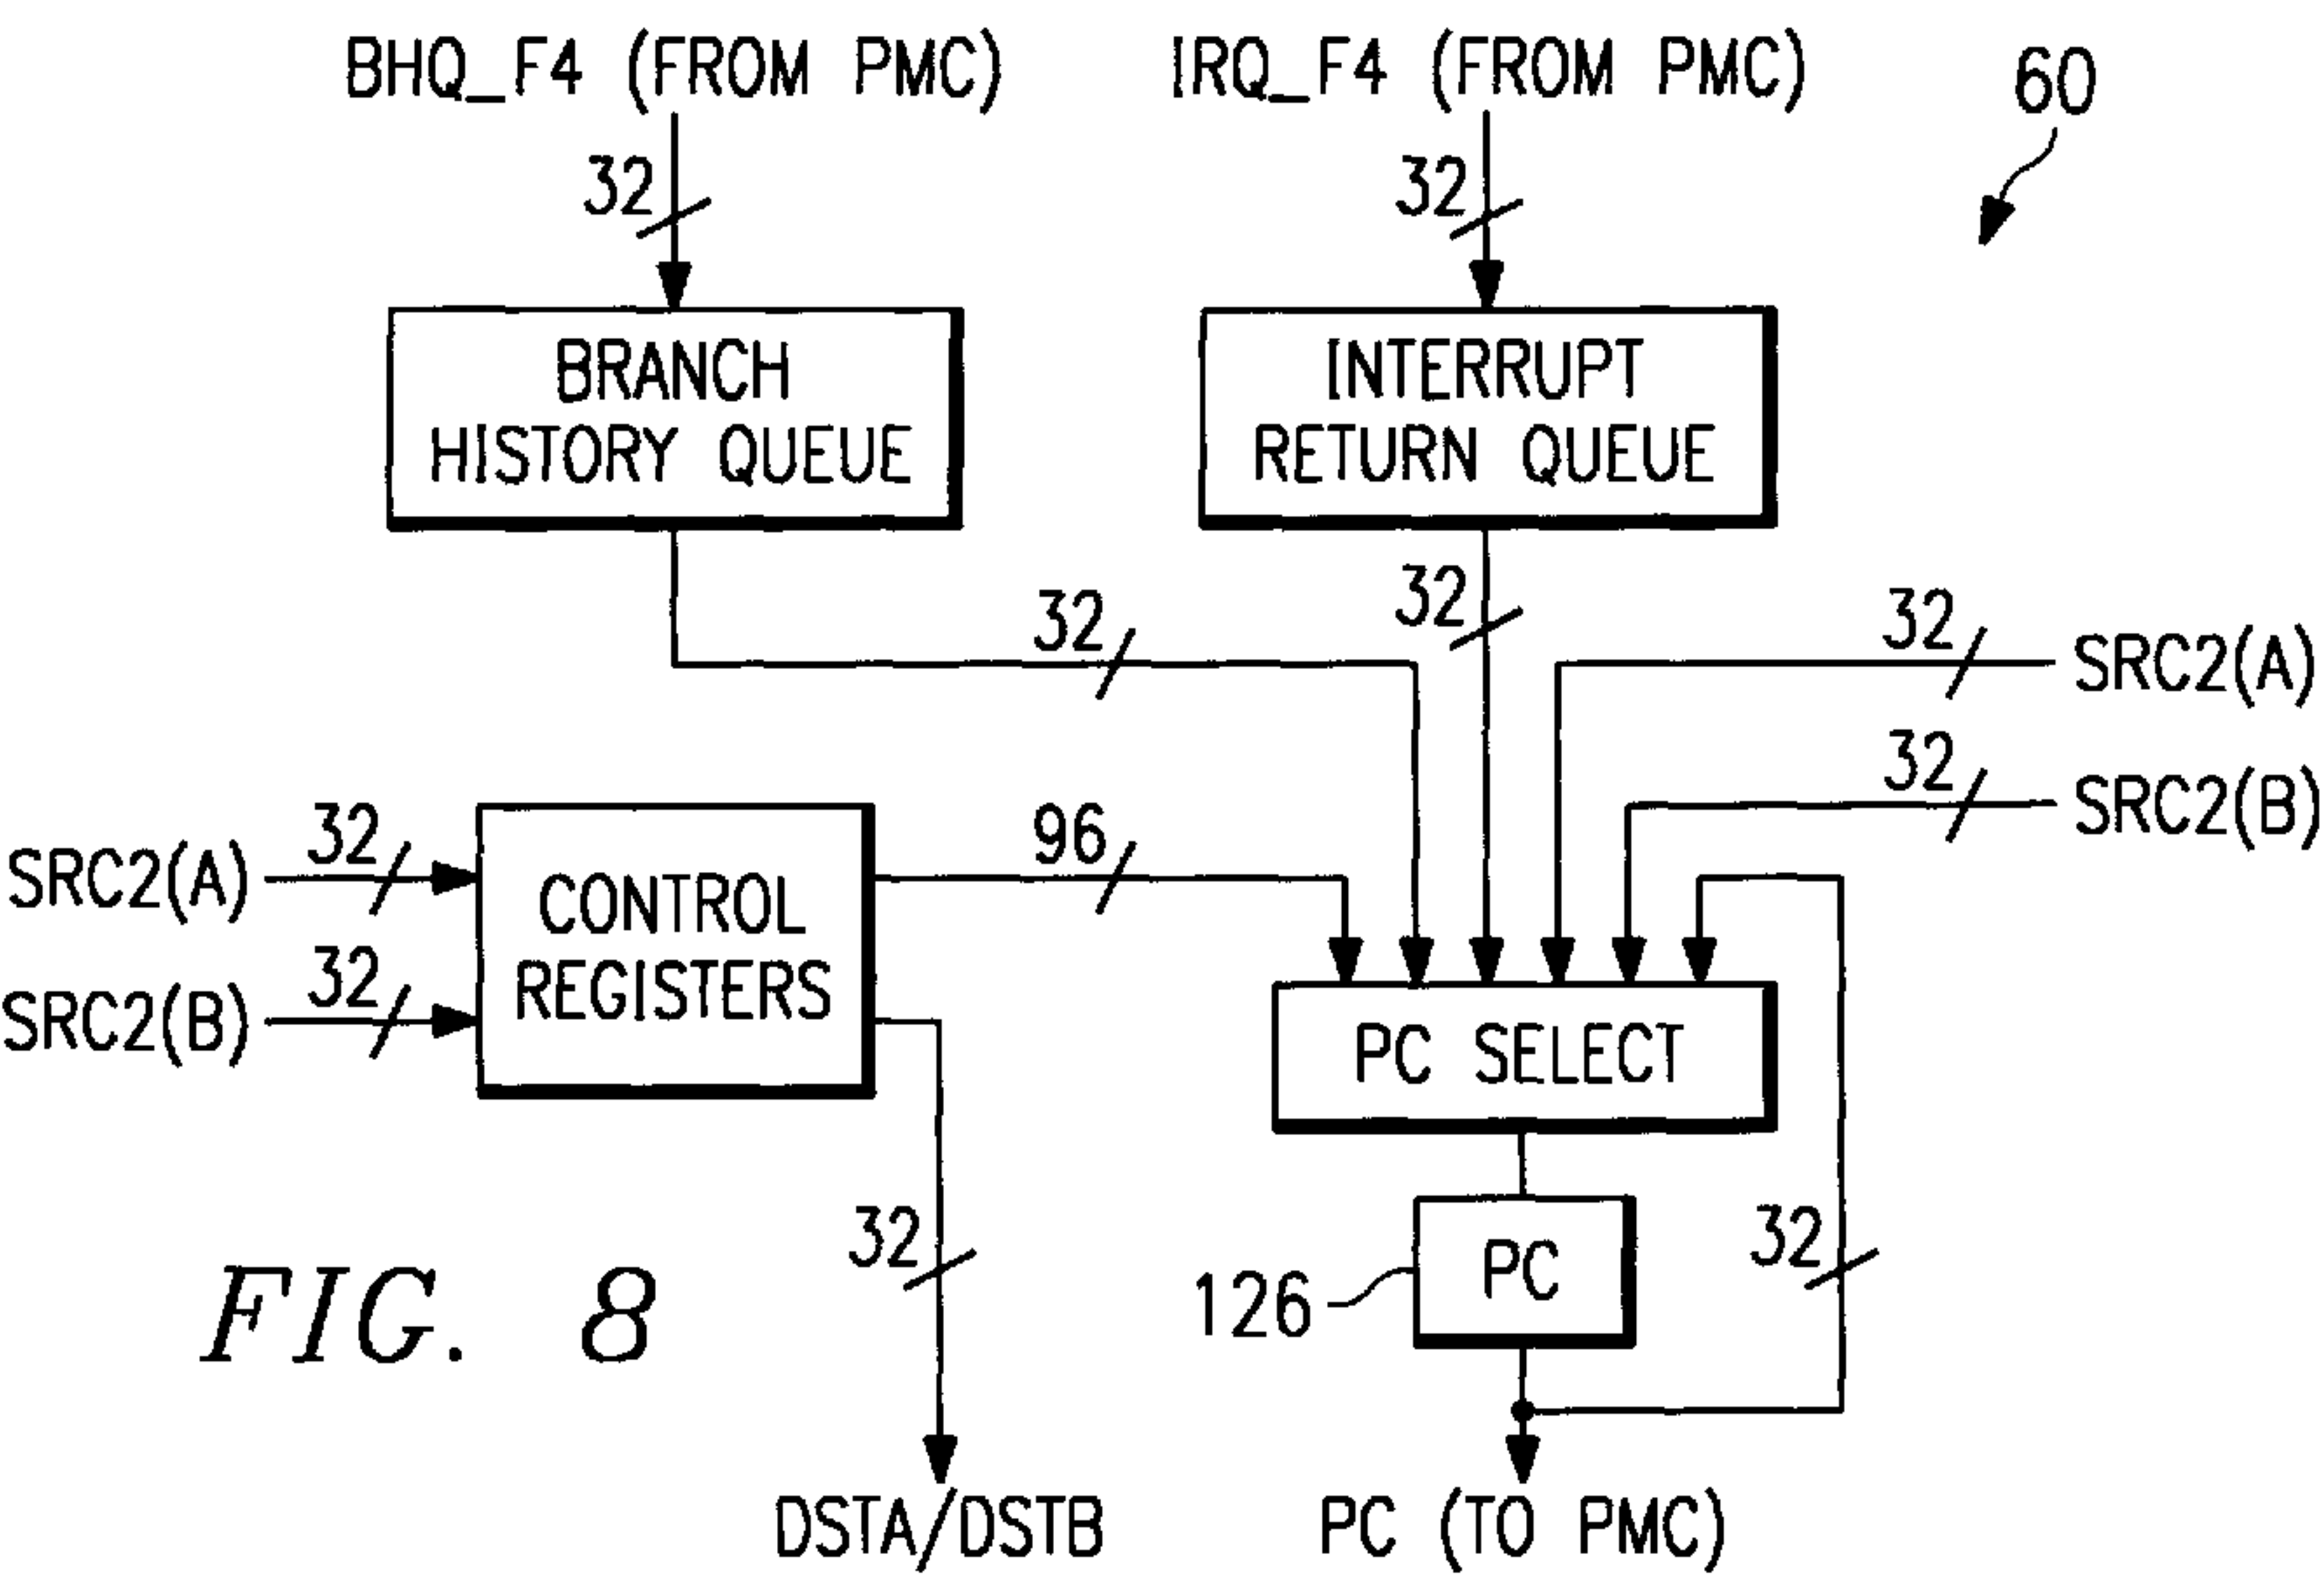 BHQ_F4 (FROM PMC)
IRQ_F4 (FROM PMC)
60
32
32
BRANCH
HISTORY QUEUE
INTERRUPT
RETURN QUEUE
32
32
32
SRC2(A)
32
SRC2(B)
SRC2(A)
32
SRC2(B)
32
CONTROL
REGISTERS
96
PC SELECT
32
126
PC
32
DSTA/DSTB
PC (TO PMC)
FIG. 8